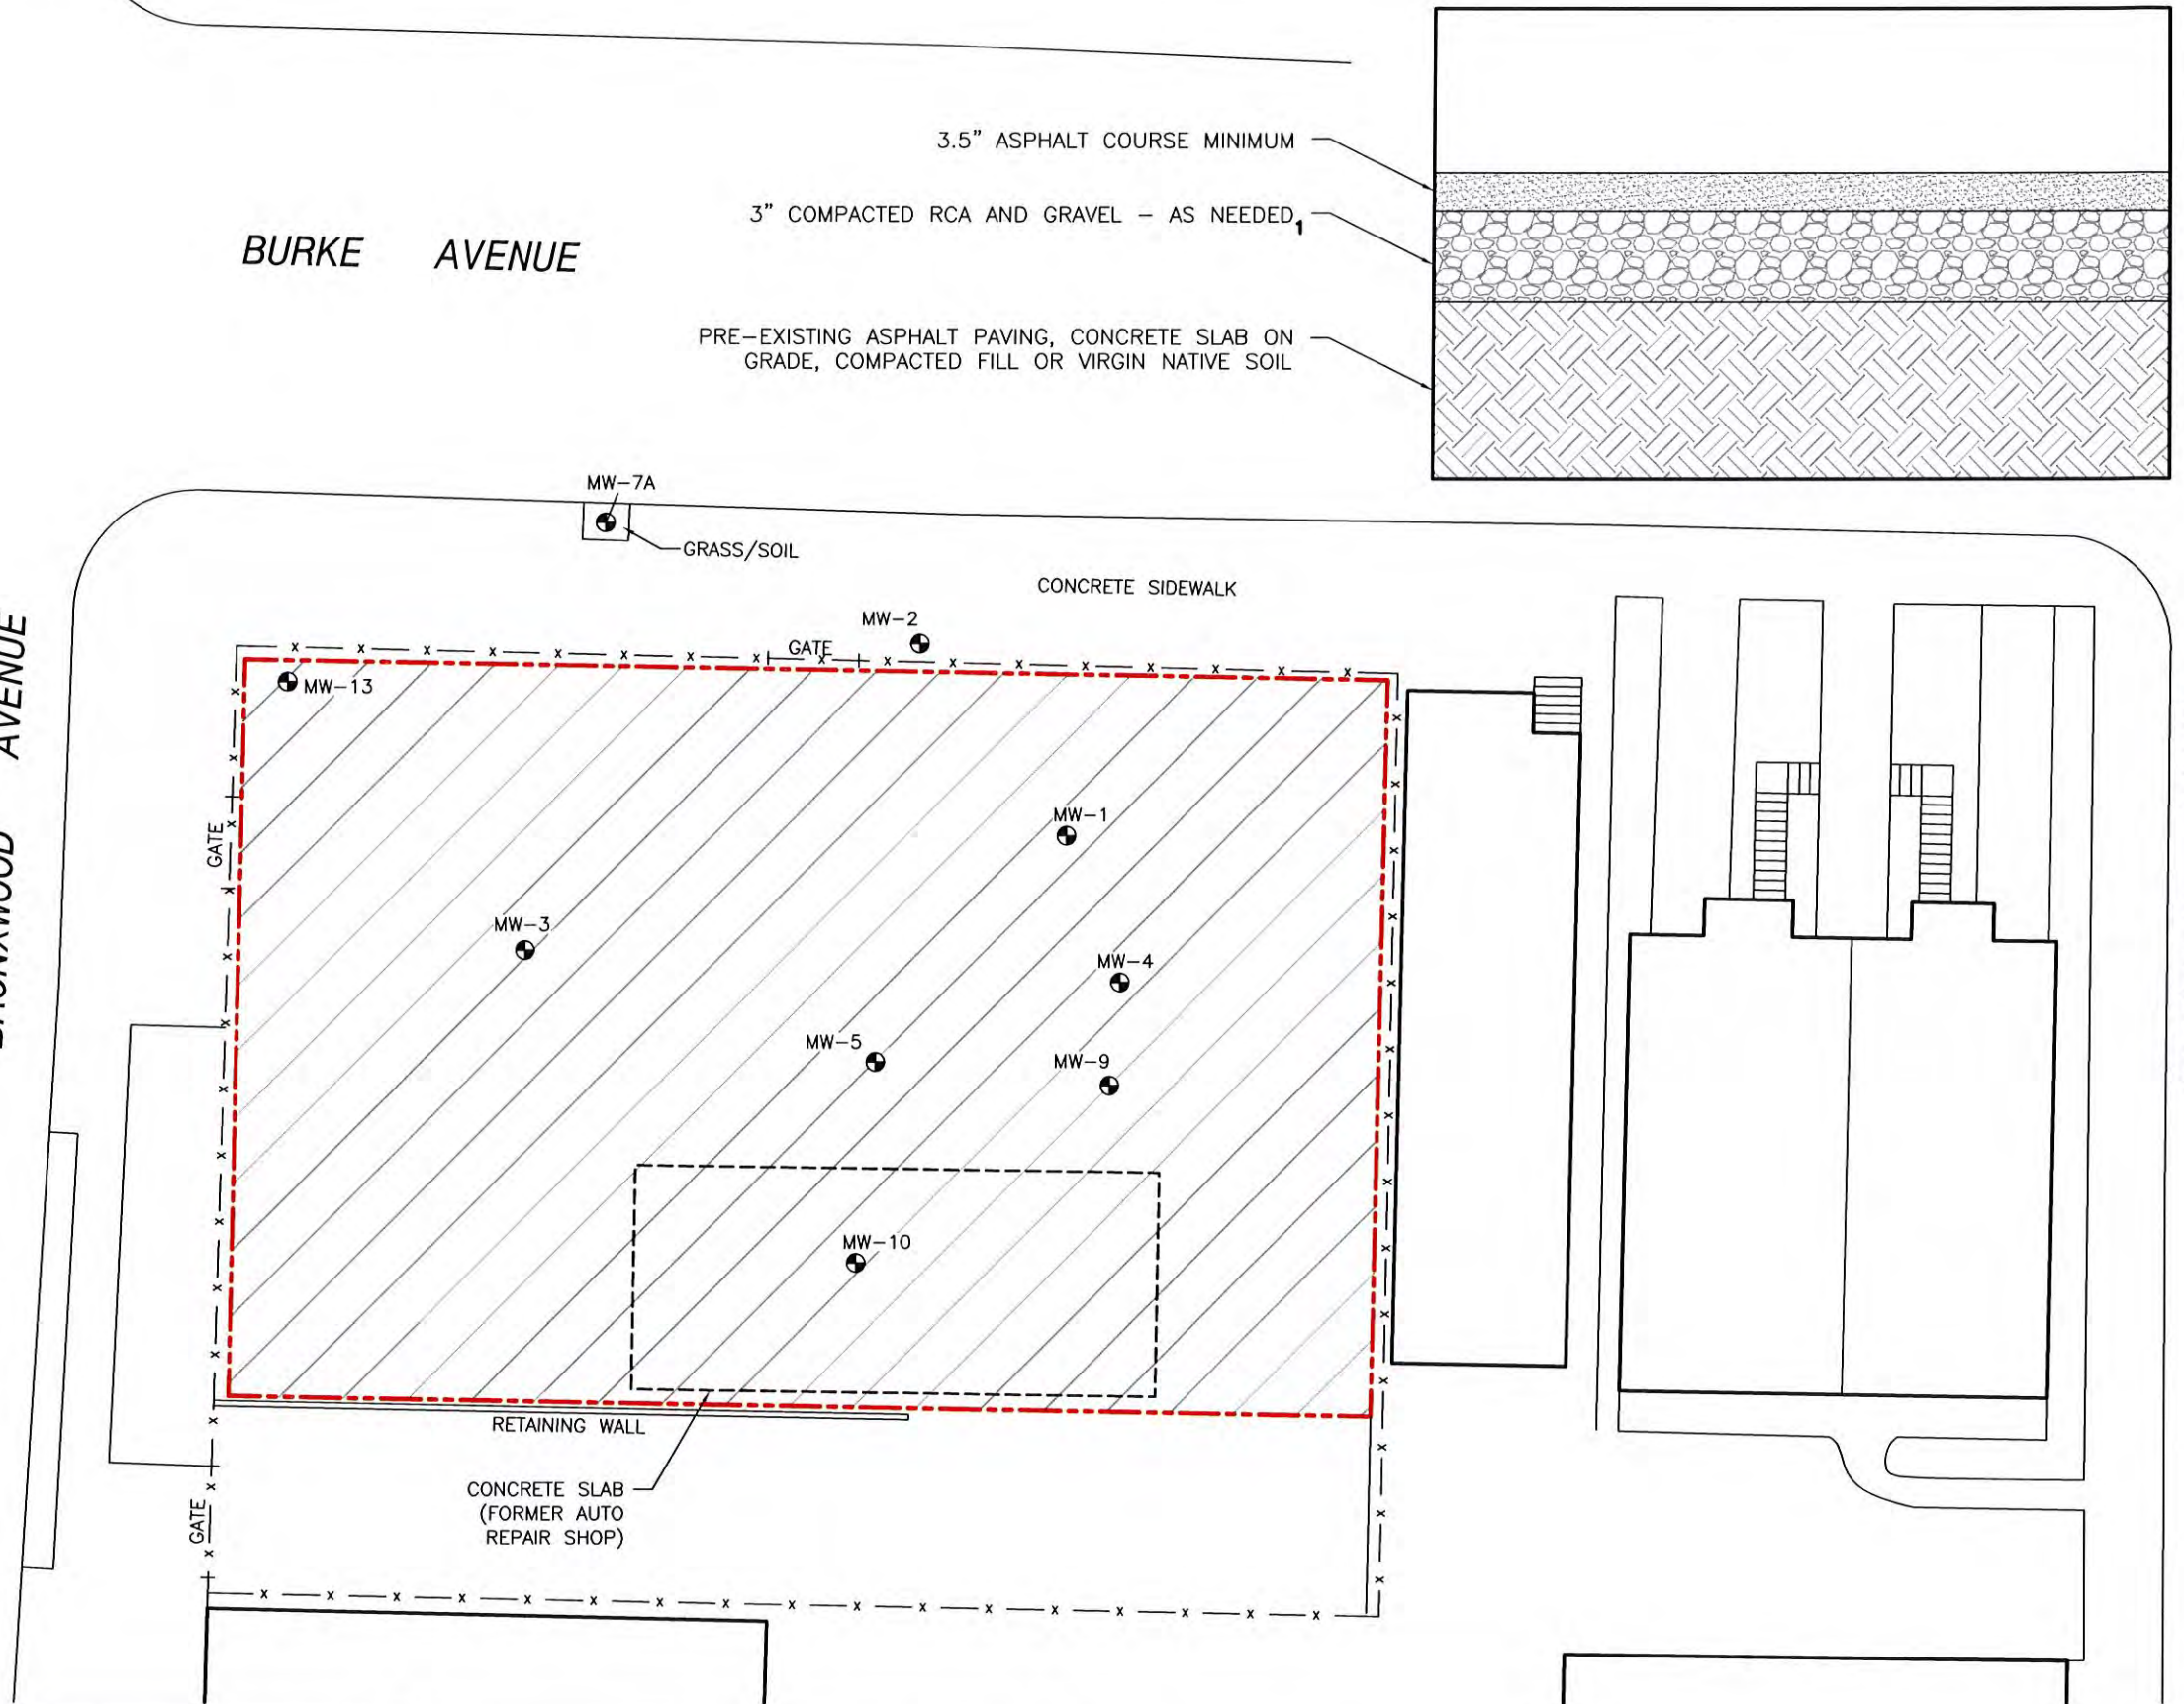 3.5” ASPHALT COURSE MINIMUM
3” COMPACTED RCA AND GRAVEL – AS NEEDED1
BURKE AVENUE
PRE–EXISTING ASPHALT PAVING, CONCRETE SLAB ON
GRADE, COMPACTED FILL OR VIRGIN NATIVE SOIL
MW–7A
GRASS/SOIL
CONCRETE SIDEWALK
MW–2
GATE
MW–13
AVENUE
MW–1
GATE
MW–3
MW–4
MW–5
MW–9
MW–10
RETAINING WALL
CONCRETE SLAB
(FORMER AUTO
REPAIR SHOP)
GATE